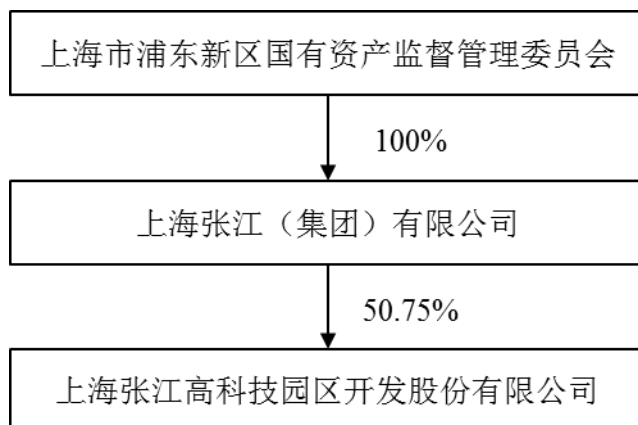 上海市浦东新区国有资产监督管理委员会
100%
上海张江（集团）有限公司
50.75%
上海张江高科技园区开发股份有限公司